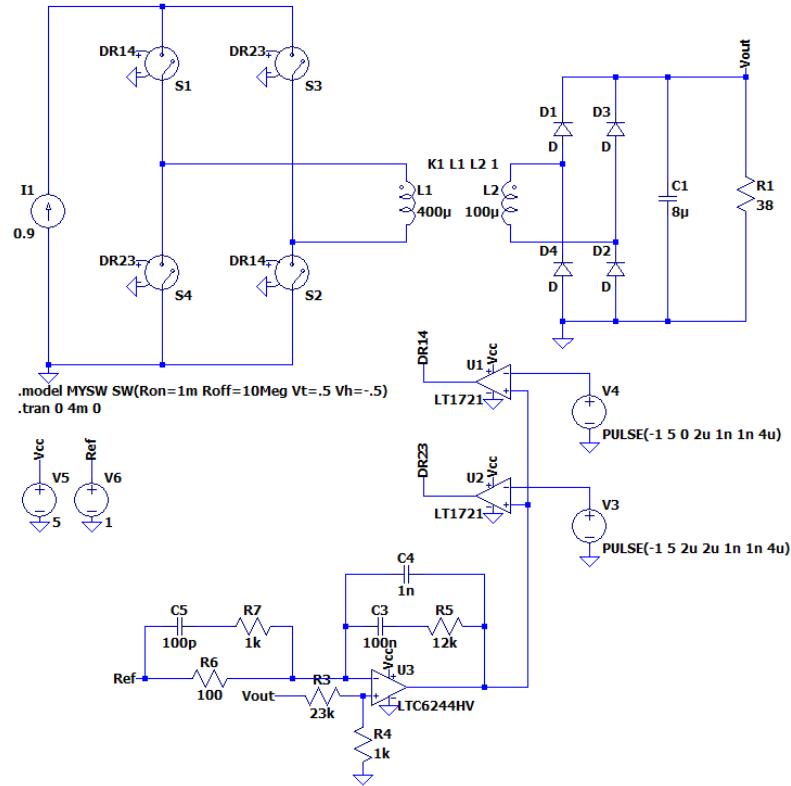 DR14
S1
DR23
S3
I1
0.9
DR23
S4
DR14
S2
K1 L1 L2 1
L1
400µ
L2
100µ
D1
D
D3
D
D4
D
D2
D
C1
8µ
Vout
R1
38
.model MYSW SW(Ron=1m Roff=10Meg Vt=.5 Vh=-.5)
.tran 0 4m 0
Vcc
V5
5
Ref
V6
1
DR14
U1
Vcc
LT1721
V4
PULSE(-1 5 0 2u 1n 1n 4u)
DR23
U2
Vcc
LT1721
V3
PULSE(-1 5 2u 2u 1n 1n 4u)
C4
1n
C5
100p
R7
1k
C3
100n
R5
12k
Ref
R6
100
Vout
R3
23k
Vcc
U3
LTC6244HV
R4
1k